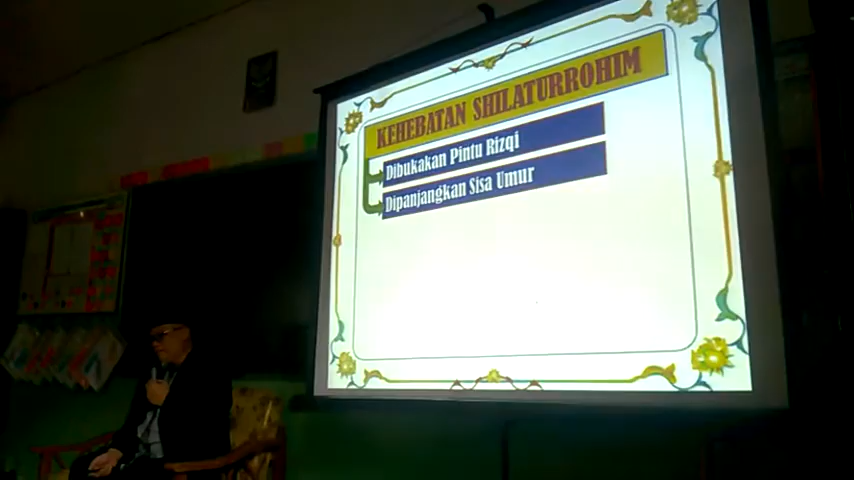 KEHEBATAN SHILATURROHIM
Dibukakan Pintu Rizqi
Dipanjangkan Sisa Umur